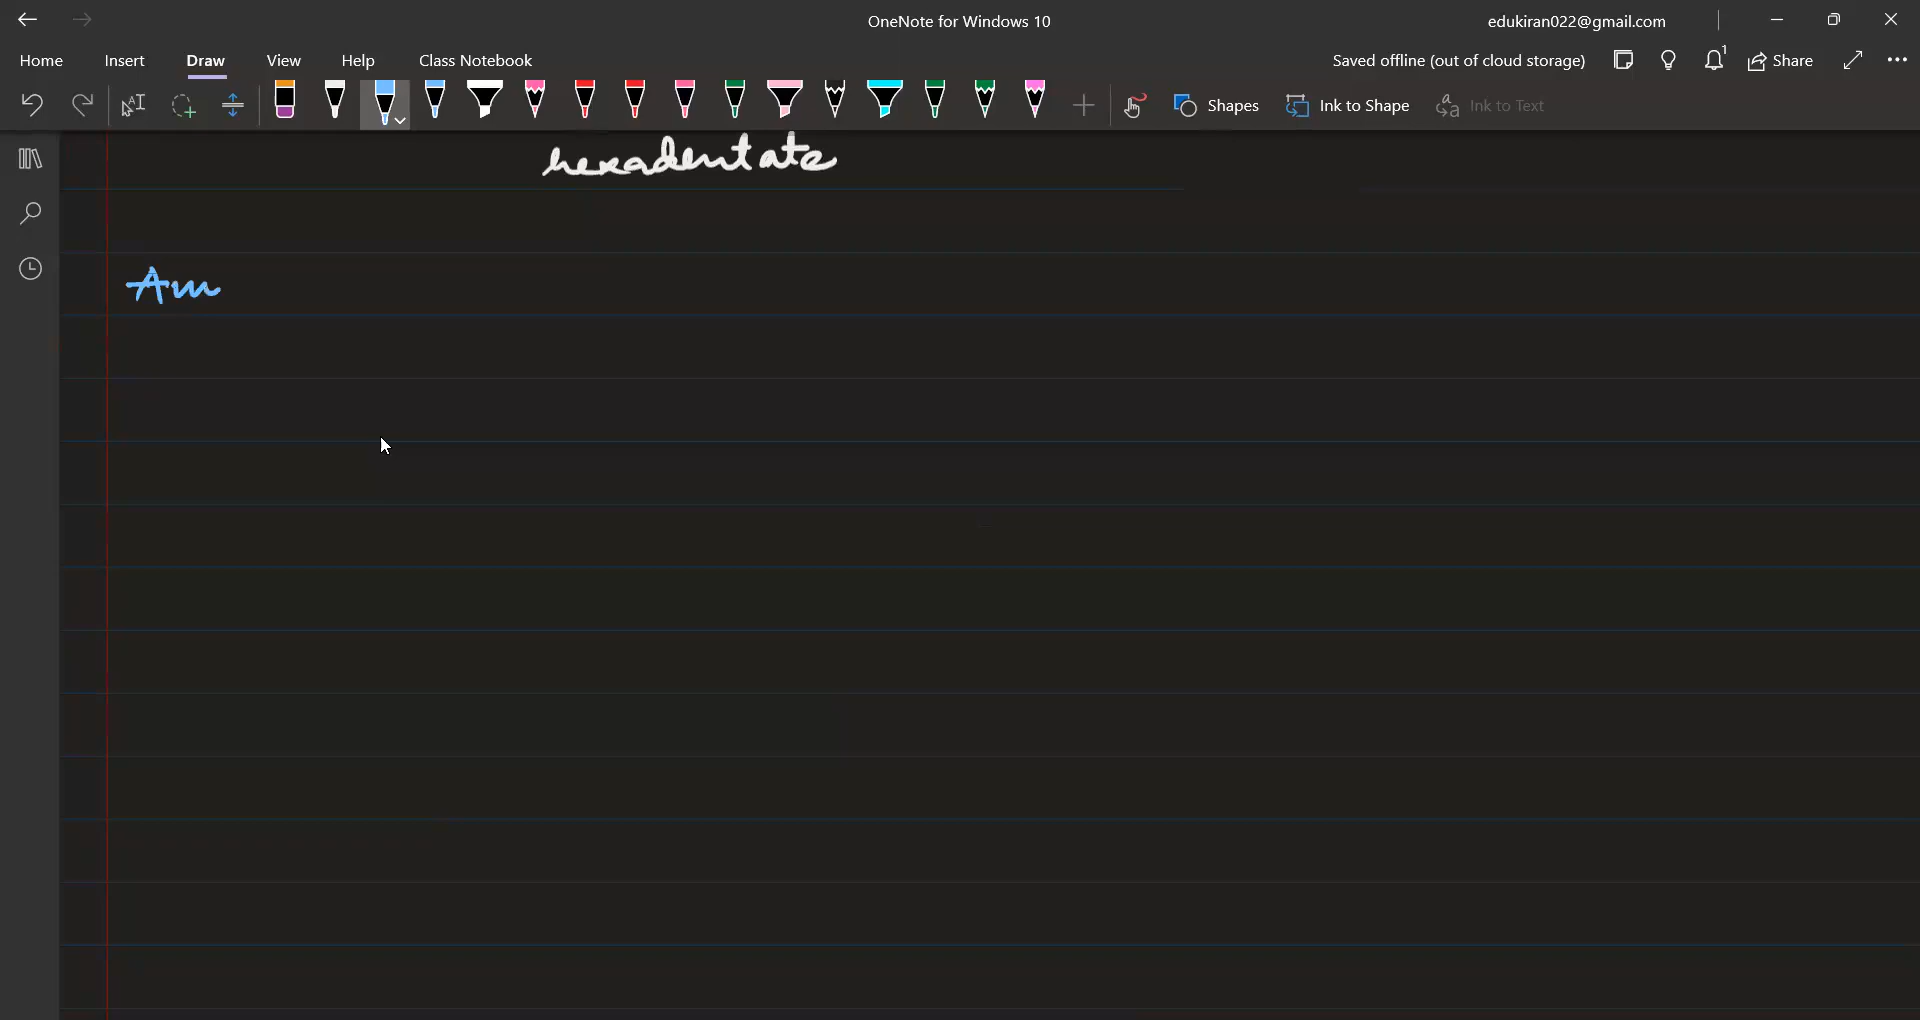 OneNote for Windows 10
edukiran022@gmail.com
Home Insert Draw View Help Class Notebook
Saved offline (out of cloud storage) Share
Shapes Ink to Shape Ink to Text
hexadentate
Am